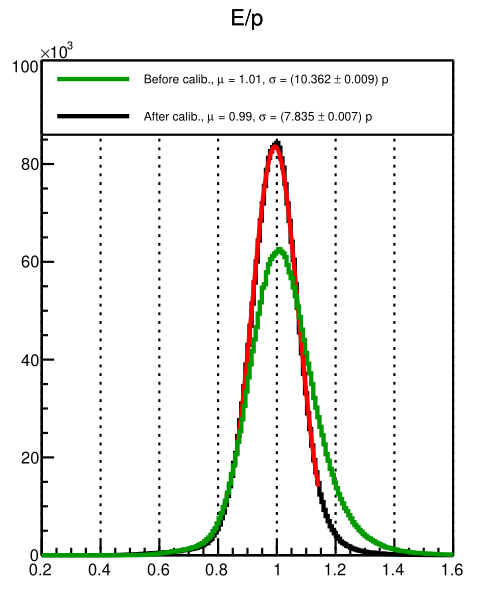 E/p
×10³
100
Before calib., μ = 1.01, σ = (10.362 ± 0.009) p
After calib., μ = 0.99, σ = (7.835 ± 0.007) p
80
60
40
20
0
0.2 0.4 0.6 0.8 1 1.2 1.4 1.6